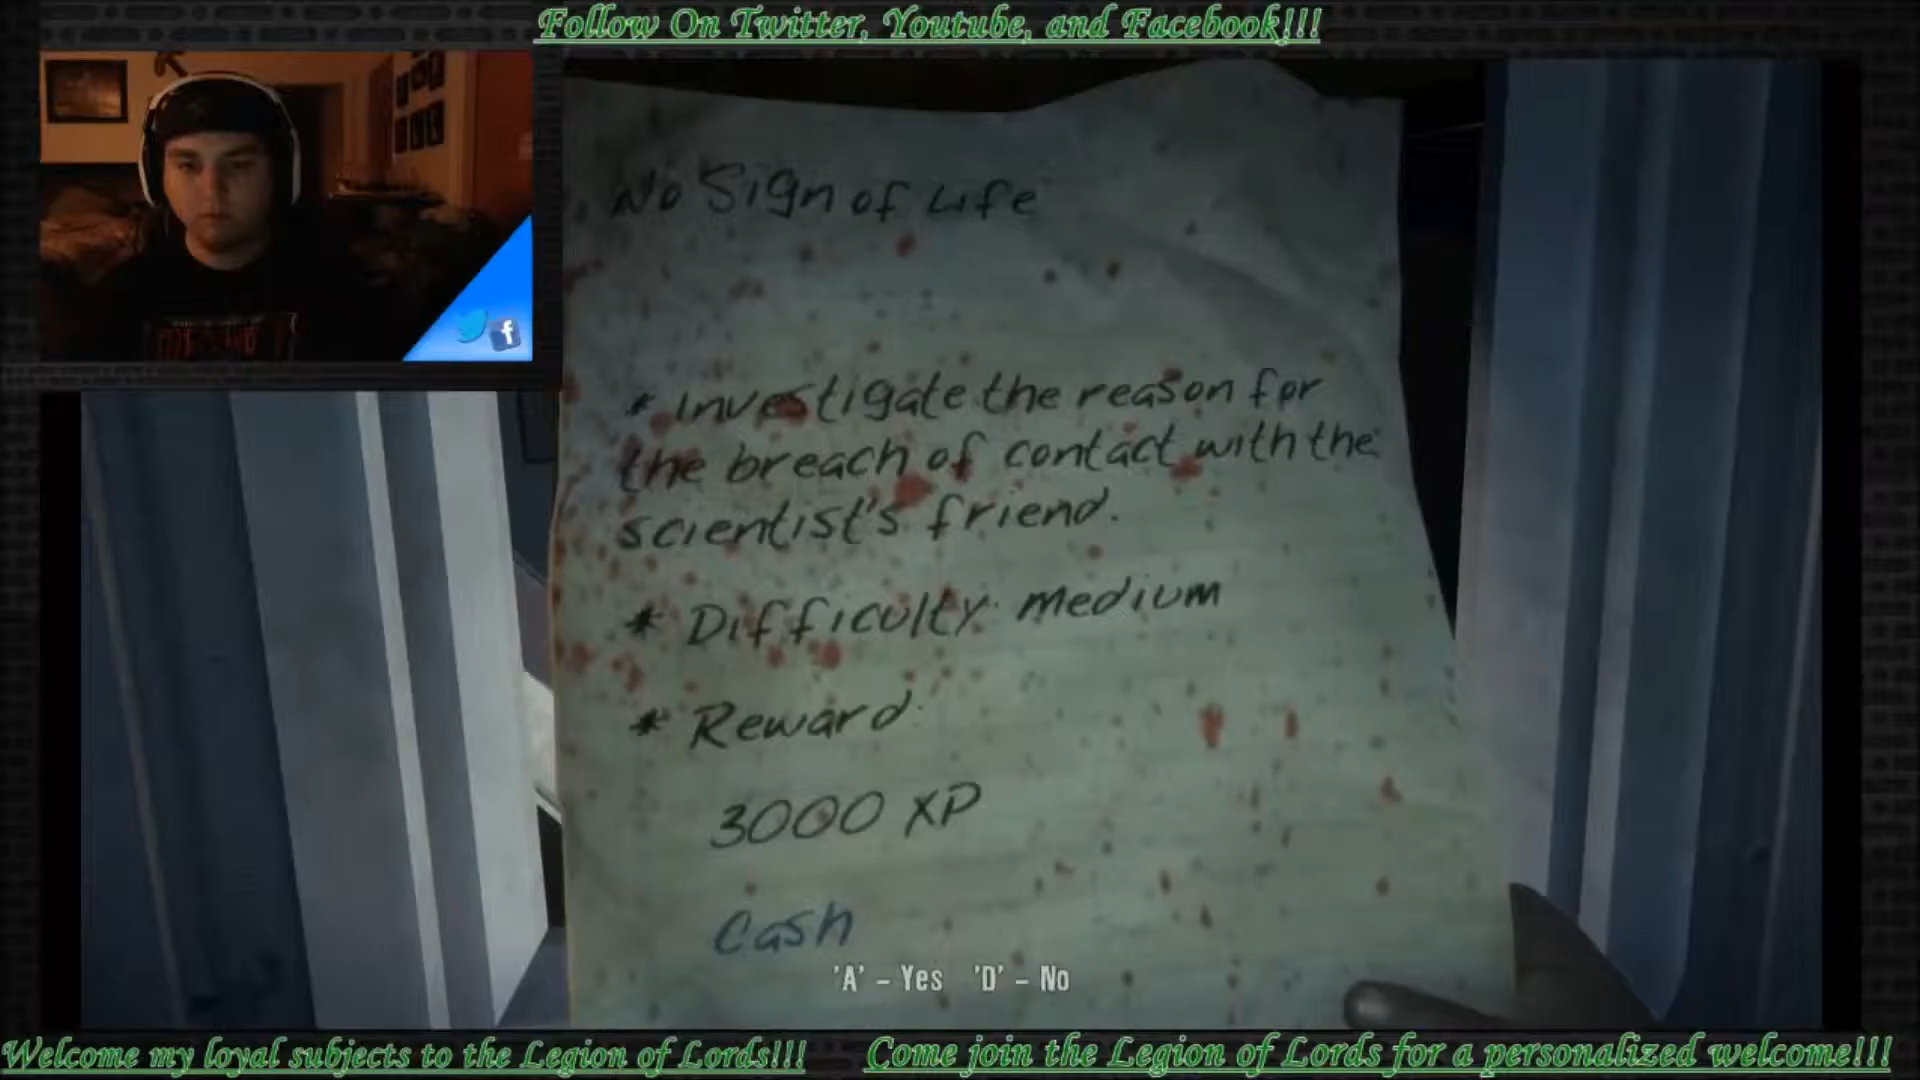 Follow On Twitter, Youtube, and Facebook!!!
No Sign of Life
* Investigate the reason for
the breach of contact with the
scientist's friend.
* Difficulty: medium
* Reward:
3000 XP
Cash
'A' - Yes 'D' - No
Welcome my loyal subjects to the Legion of Lords!!!
Come join the Legion of Lords for a personalized welcome!!!